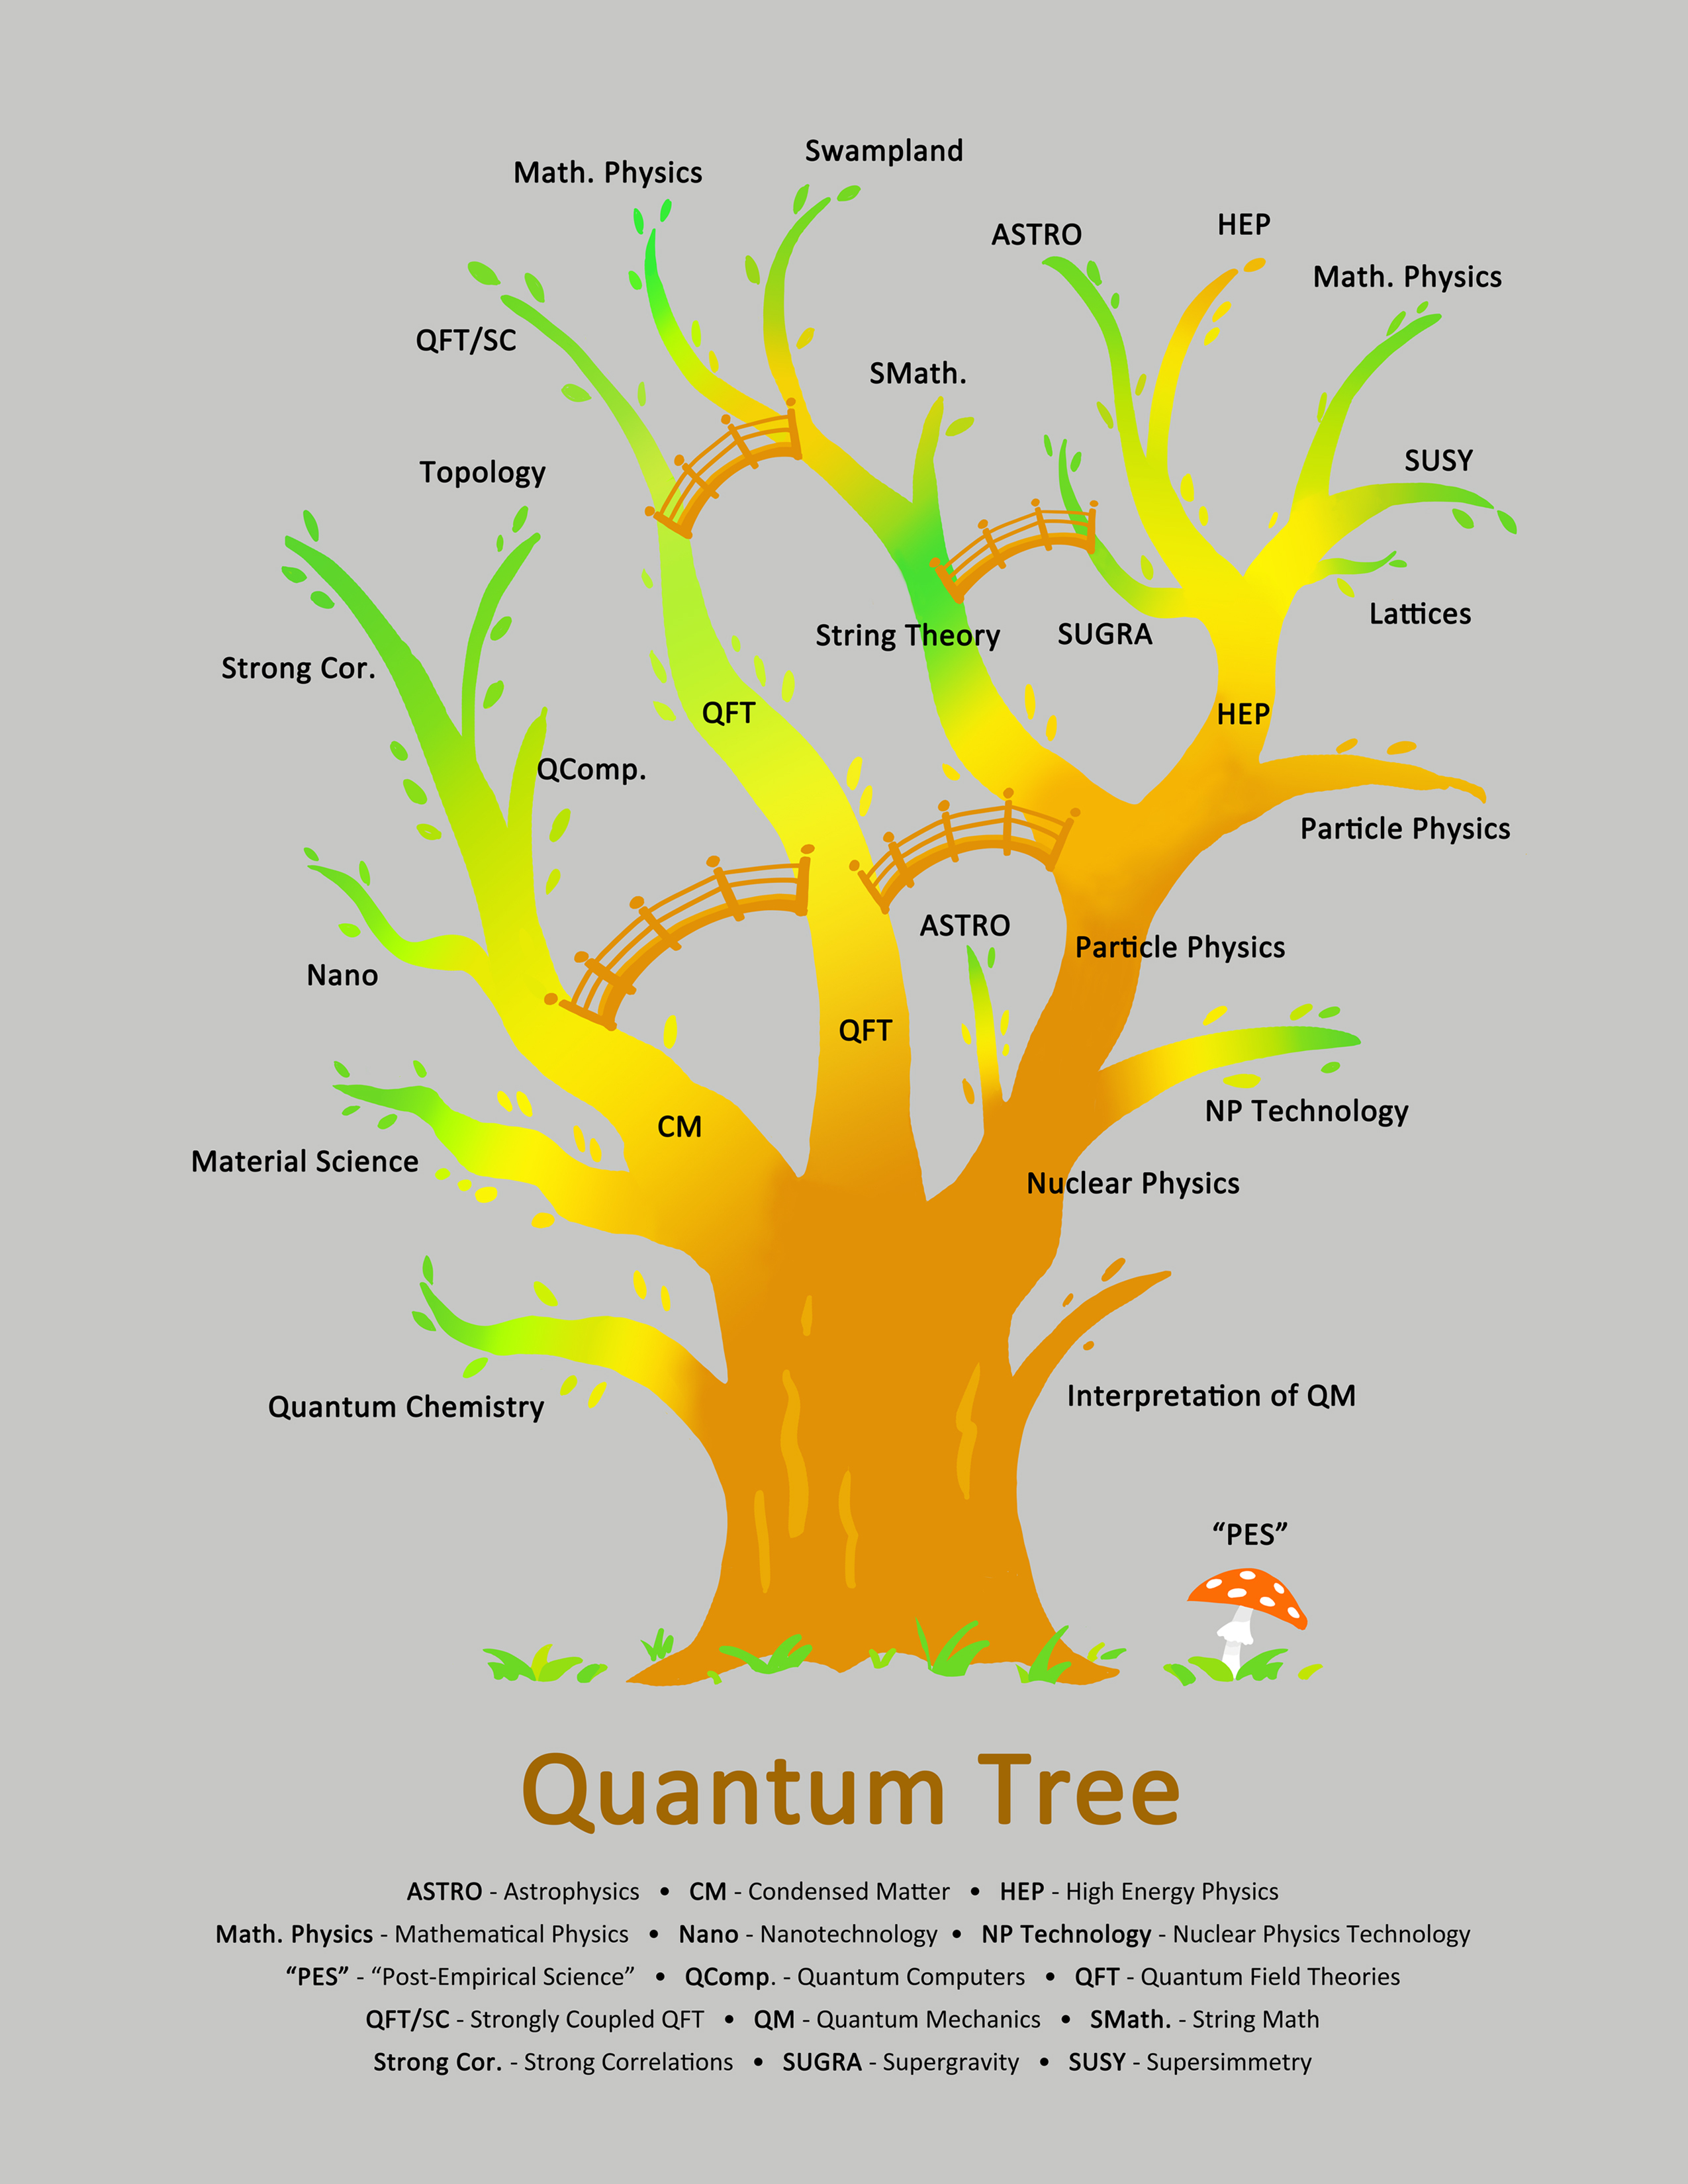 Swampland
Math. Physics
HEP
ASTRO
Math. Physics
QFT/SC
SMath.
SUSY
Topology
Lattices
String Theory
SUGRA
Strong Cor.
QFT
HEP
QComp.
Particle Physics
ASTRO
Particle Physics
Nano
QFT
NP Technology
CM
Material Science
Nuclear Physics
Interpretation of QM
Quantum Chemistry
“PES”
Quantum Tree
ASTRO - Astrophysics • CM - Condensed Matter • HEP - High Energy Physics
Math. Physics - Mathematical Physics • Nano - Nanotechnology • NP Technology - Nuclear Physics Technology
“PES” - “Post-Empirical Science” • QComp. - Quantum Computers • QFT - Quantum Field Theories
QFT/SC - Strongly Coupled QFT • QM - Quantum Mechanics • SMath. - String Math
Strong Cor. - Strong Correlations • SUGRA - Supergravity • SUSY - Supersimmetry